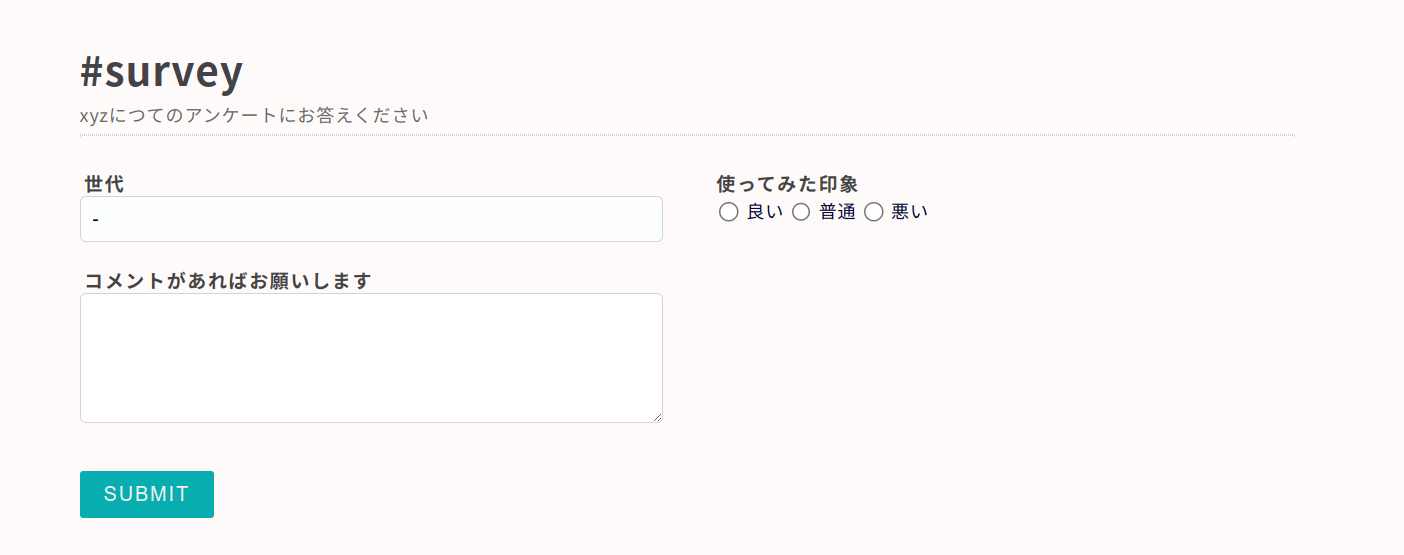 #survey
xyzにつてのアンケートにお答えください
世代
-
使ってみた印象
良い 普通 悪い
コメントがあればお願いします
SUBMIT